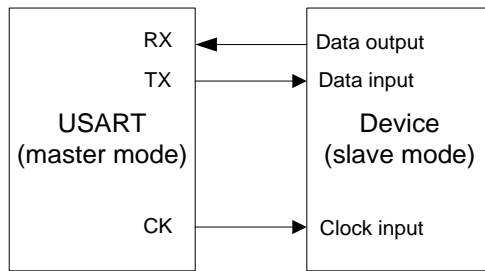 RX
Data output
TX
Data input
USART
(master mode)
Device
(slave mode)
CK
Clock input